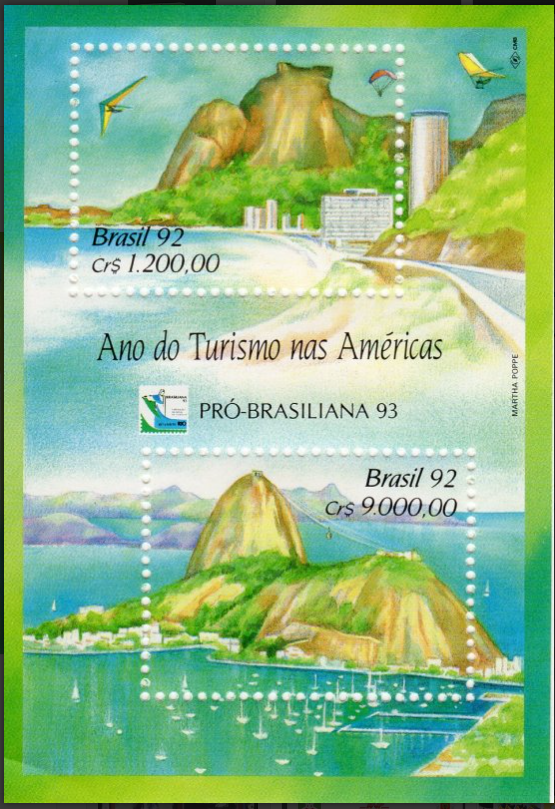 CMB
Brasil 92
Cr$ 1.200,00
Ano do Turismo nas Américas
MARTHA POPPE
PRÓ-BRASILIANA 93
Brasil 92
Cr$ 9.000,00